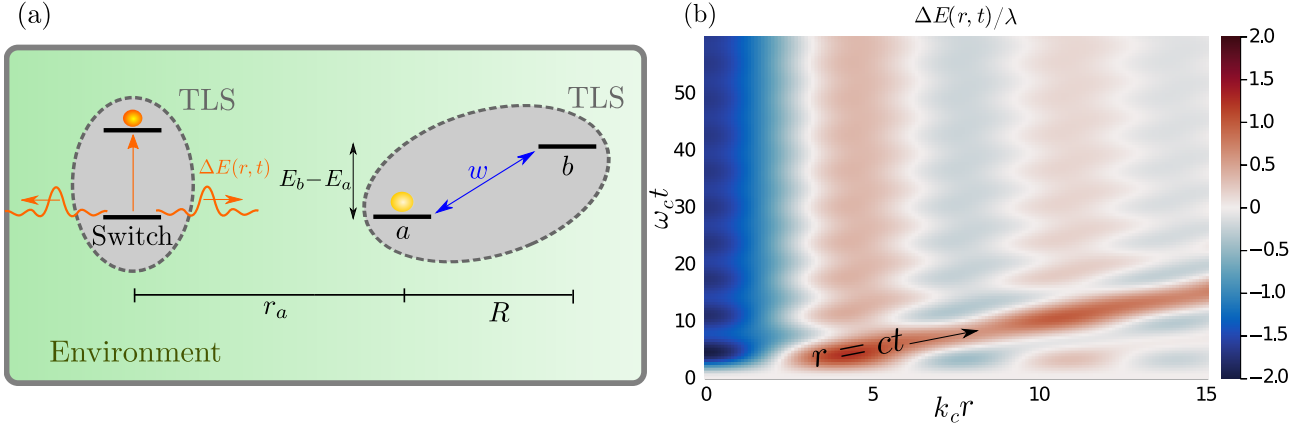 (a)
TLS
TLS
ΔE(r, t)
E_b−E_a
w
b
a
Switch
r_a
R
Environment
(b)
ΔE(r, t)/λ
ω_c t
50
40
30
20
10
0
r = ct
0
5
10
15
k_c r
2.0
1.5
1.0
0.5
0
−0.5
−1.0
−1.5
−2.0